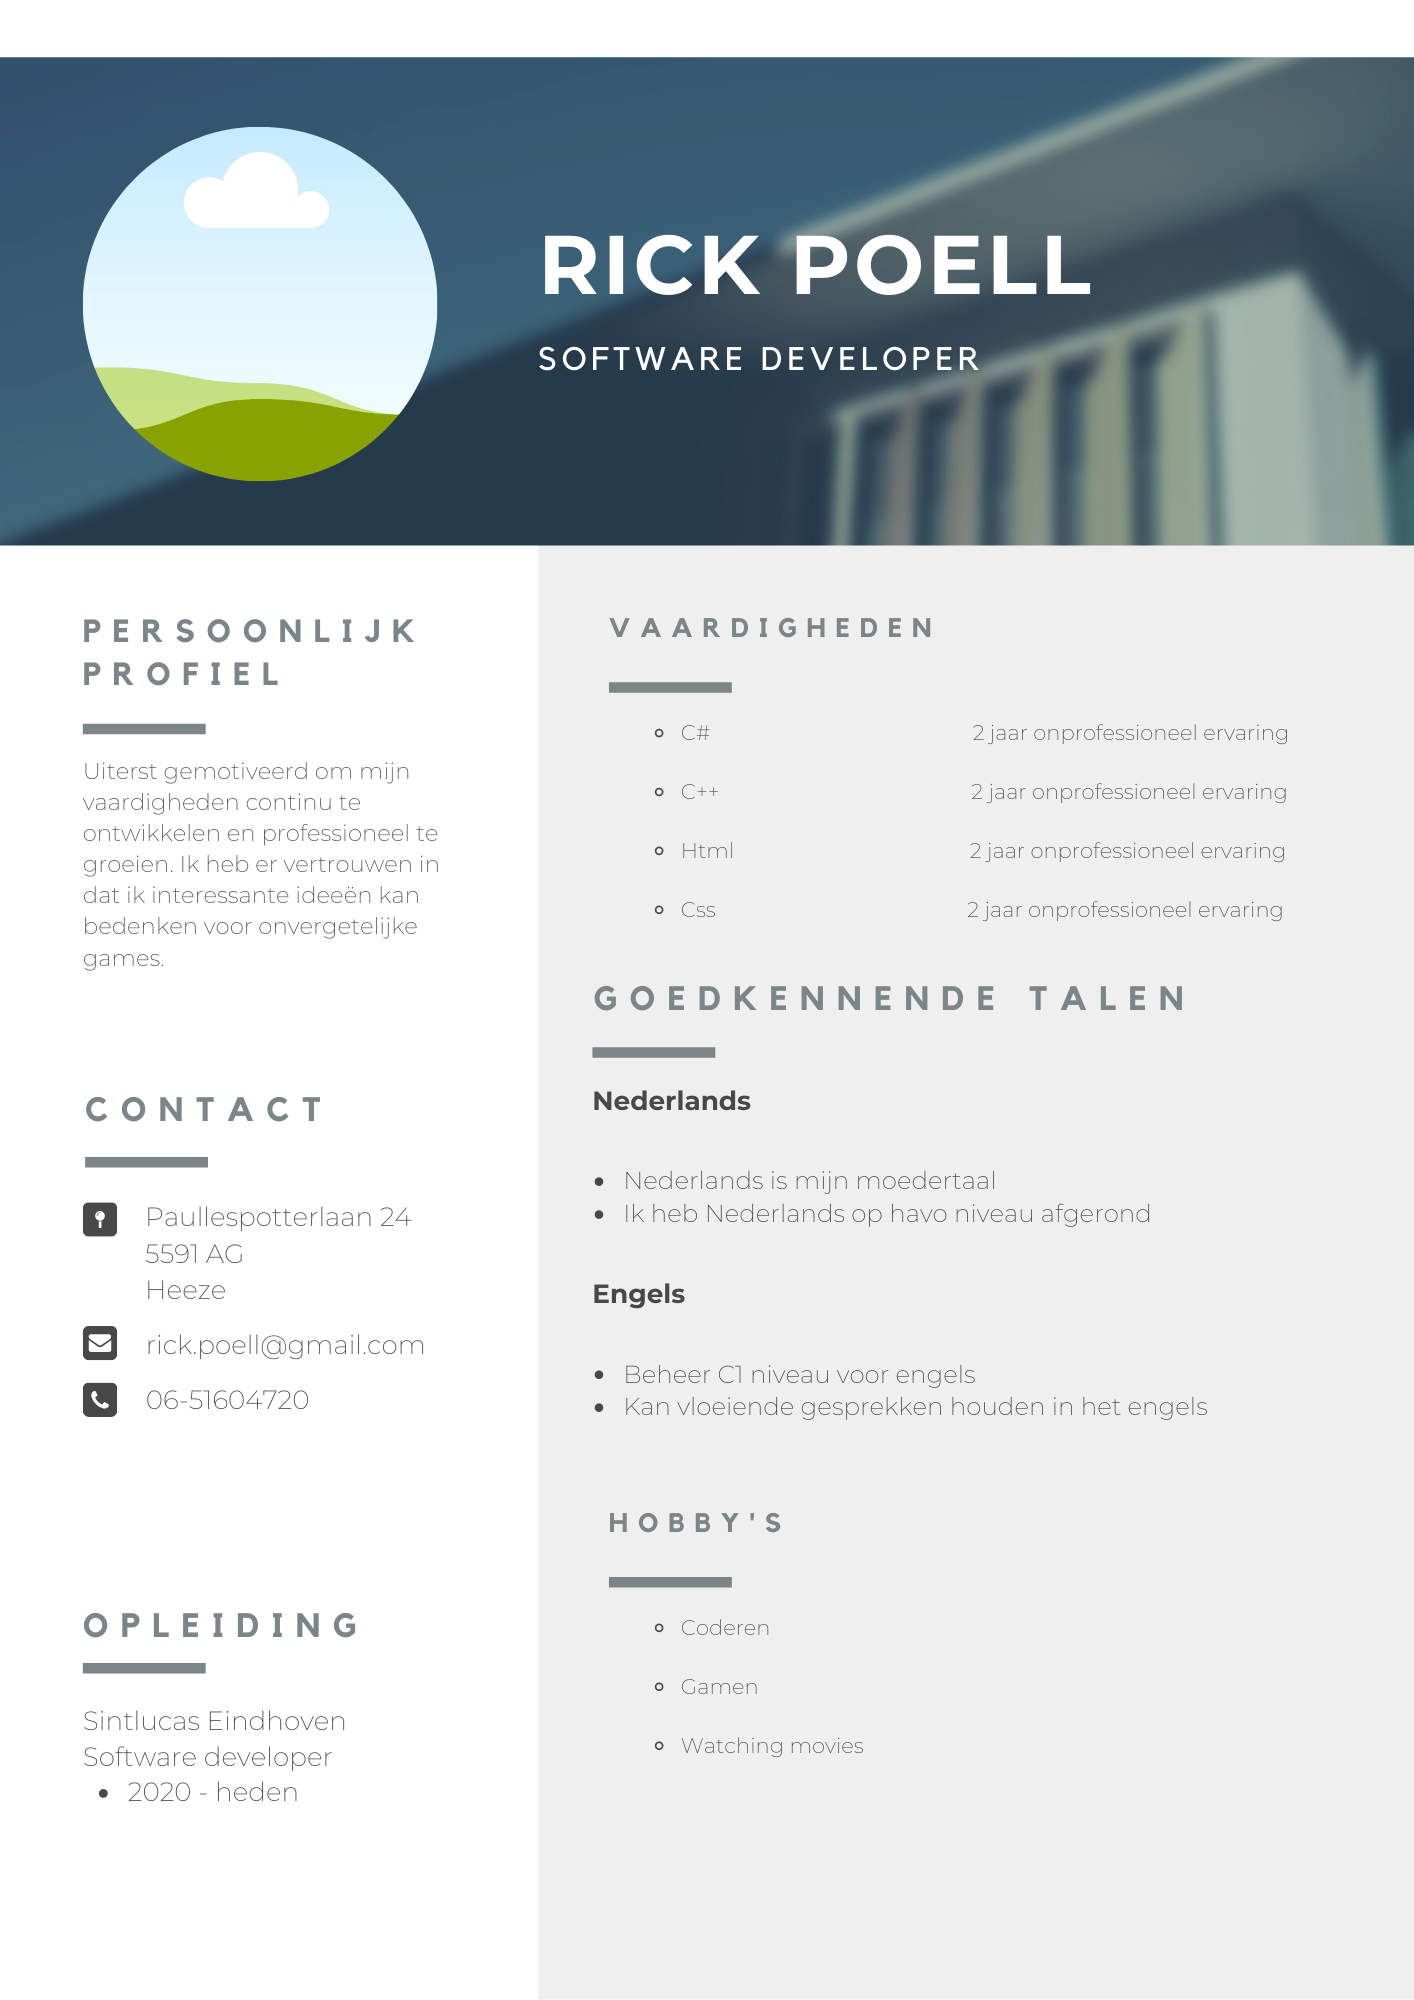 RICK POELL
SOFTWARE DEVELOPER
PERSOONLIJK
PROFIEL
Uiterst gemotiveerd om mijn
vaardigheden continu te
ontwikkelen en professioneel te
groeien. Ik heb er vertrouwen in
dat ik interessante ideeën kan
bedenken voor onvergetelijke
games.
CONTACT
Paullespotterlaan 24
5591 AG
Heeze
rick.poell@gmail.com
06-51604720
OPLEIDING
Sintlucas Eindhoven
Software developer
• 2020 - heden
VAARDIGHEDEN
C# 2 jaar onprofessioneel ervaring
C++ 2 jaar onprofessioneel ervaring
Html 2 jaar onprofessioneel ervaring
Css 2 jaar onprofessioneel ervaring
GOEDKENNENDE TALEN
Nederlands
• Nederlands is mijn moedertaal
• Ik heb Nederlands op havo niveau afgerond
Engels
• Beheer C1 niveau voor engels
• Kan vloeiende gesprekken houden in het engels
HOBBY'S
Coderen
Gamen
Watching movies